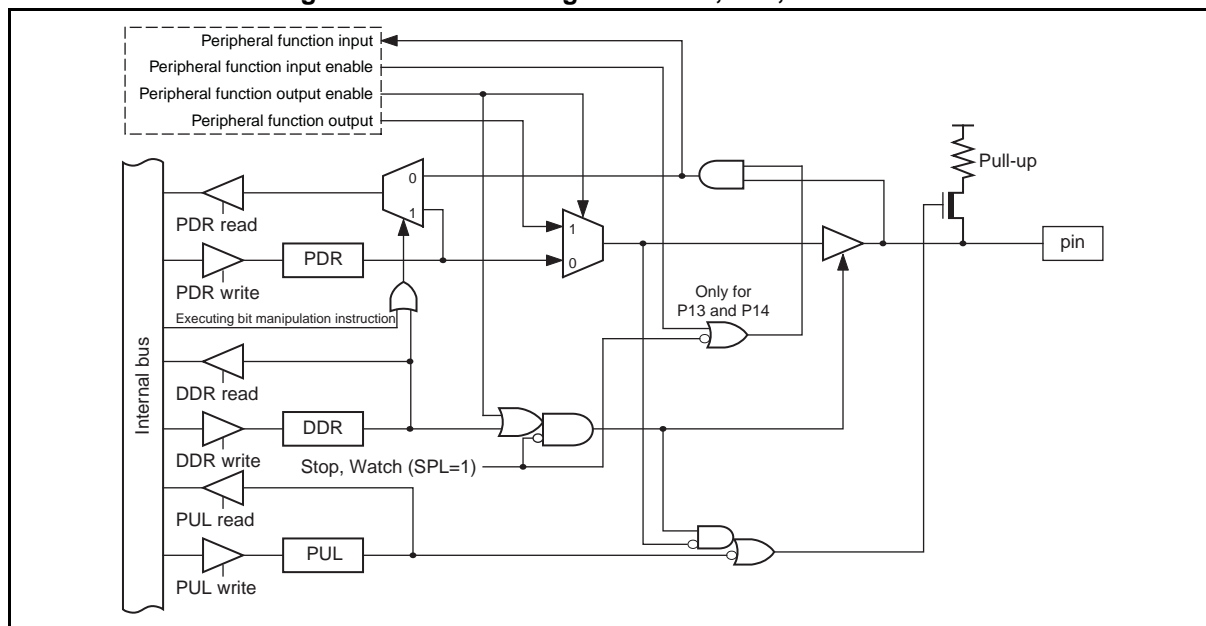 Peripheral function input
Peripheral function input enable
Peripheral function output enable
Peripheral function output
Pull-up
0
1
PDR read
1
0
pin
PDR
PDR write
Only for
P13 and P14
Executing bit manipulation instruction
Internal bus
DDR read
DDR
DDR write
Stop, Watch (SPL=1)
PUL read
PUL
PUL write